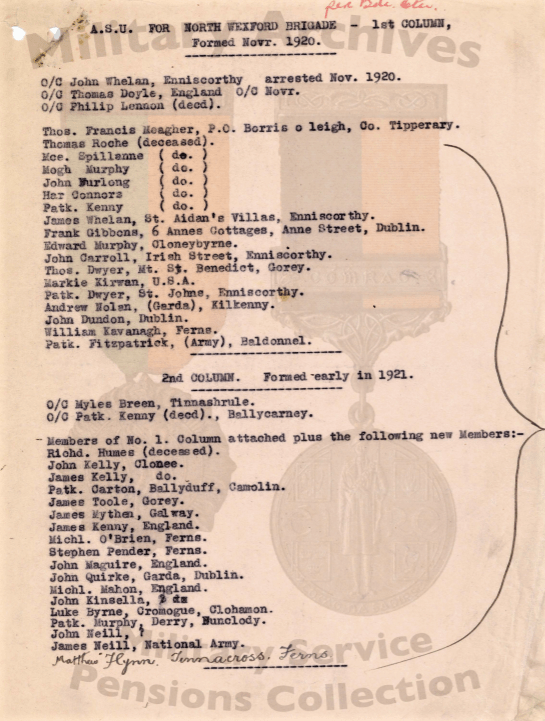 Military Archives
A.S.U. FOR NORTH WEXFORD BRIGADE - 1st COLUMN,
Formed Novr. 1920.
O/C John Whelan, Enniscorthy arrested Nov. 1920.
O/C Thomas Doyle, England O/C Novr.
O/C Philip Lennon (decd).
Thos. Francis Meagher, P.O. Borris o leigh, Co. Tipperary.
Thomas Roche (deceased).
Mce. Spillanne ( do. )
Mogh Murphy ( do. )
John Furlong ( do. )
Har Connors ( do. )
Patk. Kenny ( do. )
James Whelan, St. Aidan's Villas, Enniscorthy.
Frank Gibbons, 6 Annes Cottages, Anne Street, Dublin.
Edward Murphy, Cloneybyrne.
John Carroll, Irish Street, Enniscorthy.
Thos. Dwyer, Mt. St. Benedict, Gorey.
Markie Kirwan, U.S.A.
Patk. Dwyer, St. Johns, Enniscorthy.
Andrew Nolan, (Garda), Kilkenny.
John Dundon, Dublin.
William Kavanagh, Ferns.
Patk. Fitzpatrick, (Army), Baldonnel.
2nd COLUMN. Formed early in 1921.
O/C Myles Breen, Tinnashrule.
O/C Patk. Kenny (decd)., Ballycarney.
Members of No. 1. Column attached plus the following new Members:-
Richd. Humes (deceased).
John Kelly, Clonee.
James Kelly, do.
Patk. Carton, Ballyduff, Camolin.
James Toole, Gorey.
James Mythen, Galway.
James Kenny, England.
Michl. O'Brien, Ferns.
Stephen Pender, Ferns.
John Maguire, England.
John Quirke, Garda, Dublin.
Michl. Mahon, England.
John Kinsella, ?
Luke Byrne, Cromogue, Clohamon.
Patk. Murphy, Derry, Bunclody.
John Neill, ?
James Neill, National Army.
Matthew Flynn. Tinnacross. Ferns.
Military Service
Pensions Collection